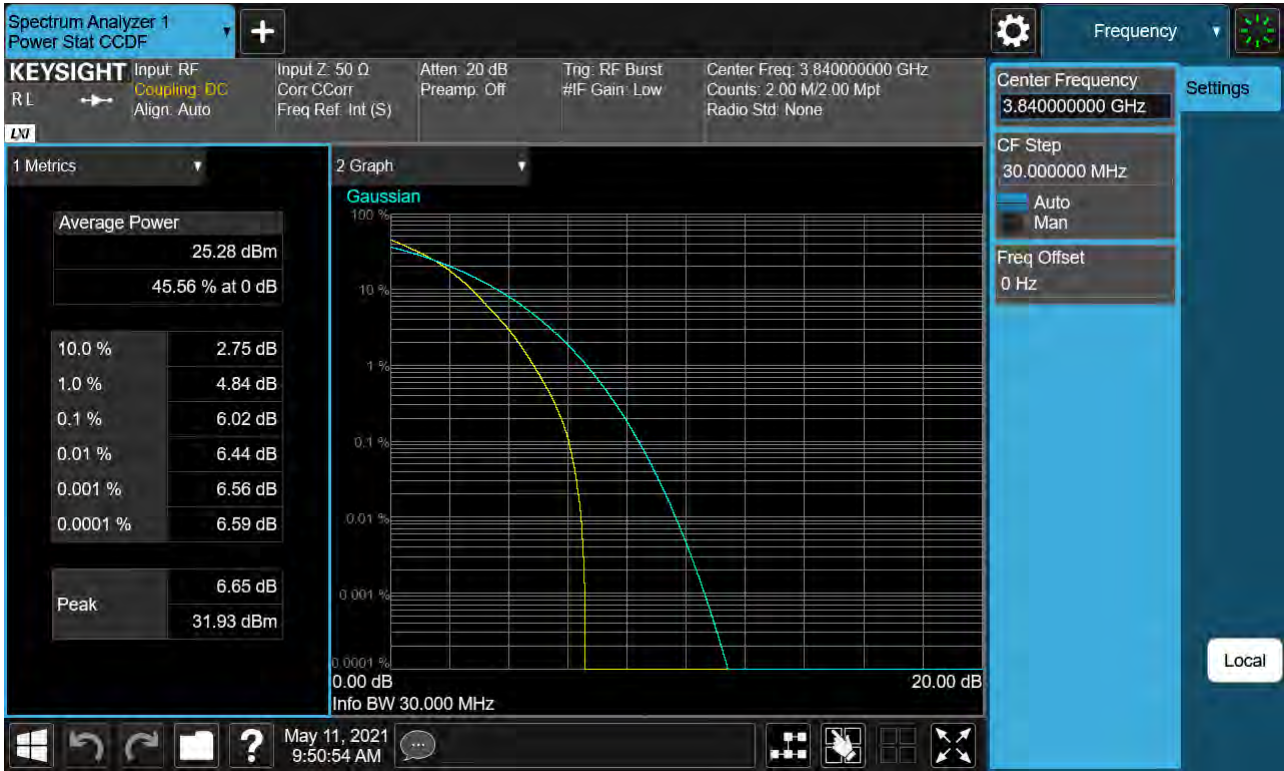 Spectrum Analyzer 1
Power Stat CCDF
+
Frequency
KEYSIGHT
RL
LXI
Input: RF
Coupling: DC
Align: Auto
Input Z: 50 Ω
Corr CCorr
Freq Ref: Int (S)
Atten: 20 dB
Preamp: Off
Trig: RF Burst
#IF Gain: Low
Center Freq: 3.840000000 GHz
Counts: 2.00 M/2.00 Mpt
Radio Std: None
Center Frequency
3.840000000 GHz
Settings
CF Step
30.000000 MHz
Auto
Man
Freq Offset
0 Hz
1 Metrics
Average Power
25.28 dBm
45.56 % at 0 dB
10.0 % 2.75 dB
1.0 % 4.84 dB
0.1 % 6.02 dB
0.01 % 6.44 dB
0.001 % 6.56 dB
0.0001 % 6.59 dB
Peak
6.65 dB
31.93 dBm
2 Graph
Gaussian
100 %
10 %
1 %
0.1 %
0.01 %
0.001 %
0.0001 %
0.00 dB 20.00 dB
Info BW 30.000 MHz
Local
?
May 11, 2021
9:50:54 AM